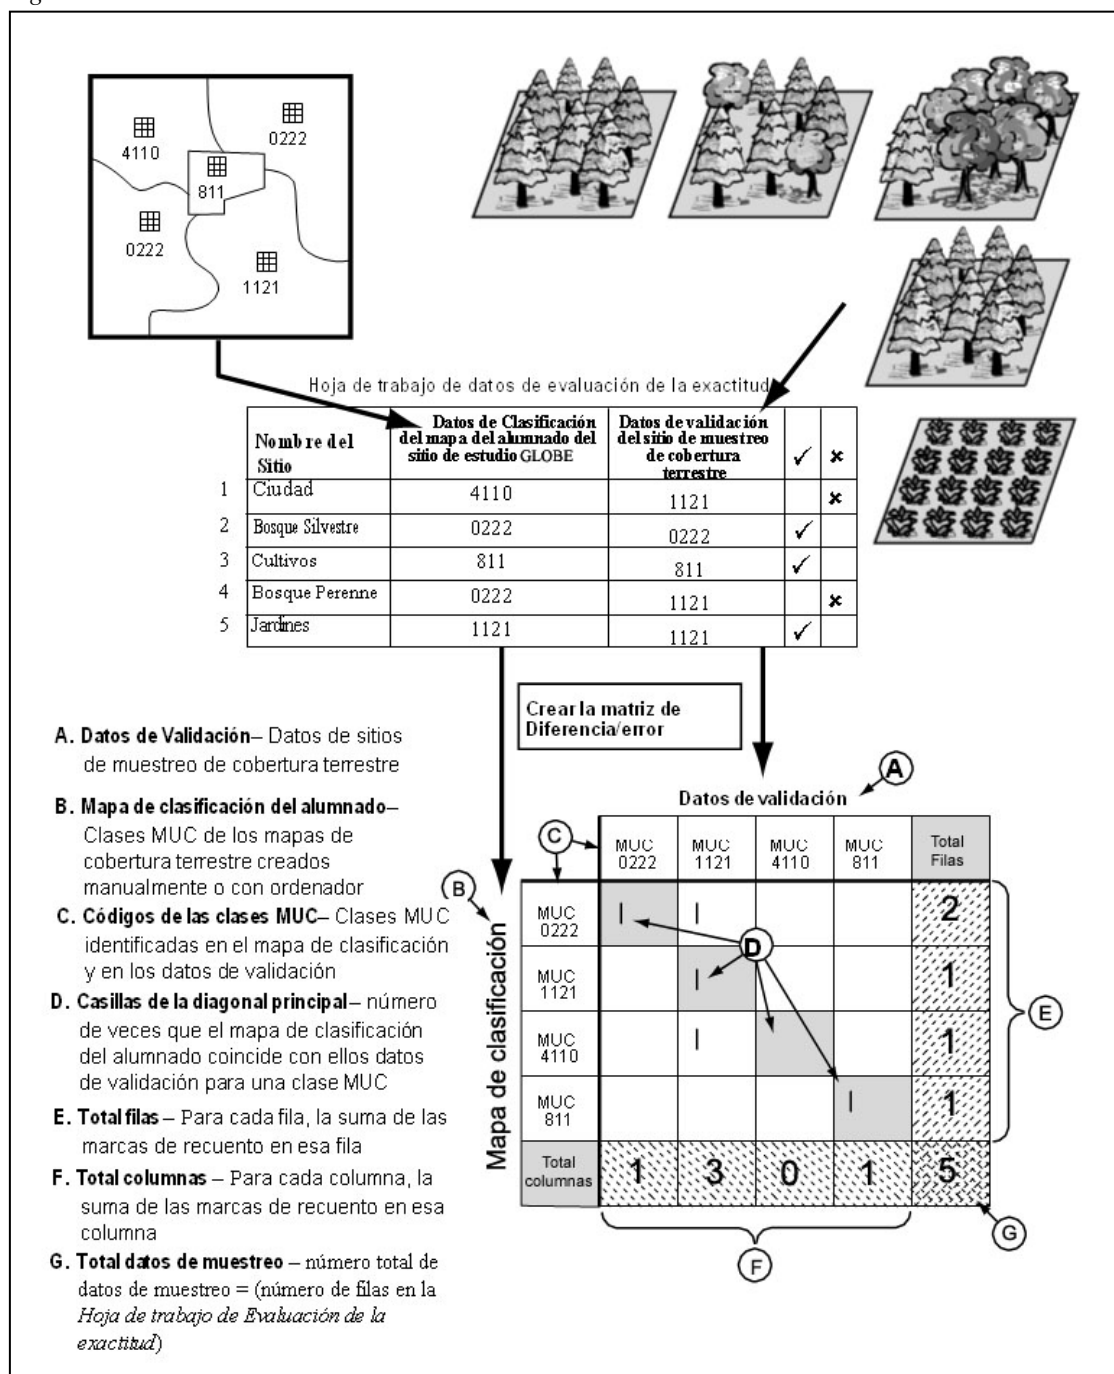 4110
0222
811
0222
1121
Hoja de trabajo de datos de evaluación de la exactitud
Nombre del
Sitio
Datos de Clasificación
del mapa del alumnado del
sitio de estudio GLOBE
Datos de validación
del sitio de muestreo
de cobertura
terrestre
✓ ✗
1 Ciudad 4110 1121 ✗
2 Bosque Silvestre 0222 0222 ✓
3 Cultivos 811 811 ✓
4 Bosque Perenne 0222 1121 ✗
5 Jardines 1121 1121 ✓
Crear la matriz de
Diferencia/error
A. Datos de Validación– Datos de sitios
de muestreo de cobertura terrestre
B. Mapa de clasificación del alumnado–
Clases MUC de los mapas de
cobertura terrestre creados
manualmente o con ordenador
C. Códigos de las clases MUC– Clases MUC
identificadas en el mapa de clasificación
y en los datos de validación
D. Casillas de la diagonal principal– número
de veces que el mapa de clasificación
del alumnado coincide con ellos datos
de validación para una clase MUC
E. Total filas – Para cada fila, la suma de las
marcas de recuento en esa fila
F. Total columnas – Para cada columna, la
suma de las marcas de recuento en esa
columna
G. Total datos de muestreo – número total de
datos de muestreo = (número de filas en la
Hoja de trabajo de Evaluación de la
exactitud)
A
Datos de validación
C
B
Mapa de clasificación
MUC
0222
MUC
1121
MUC
4110
MUC
811
Total
Filas
MUC
0222
| | 2
MUC
1121
| 1
D
MUC
4110
| 1
MUC
811
| 1
E
Total
columnas
1 3 0 1 5
F
G